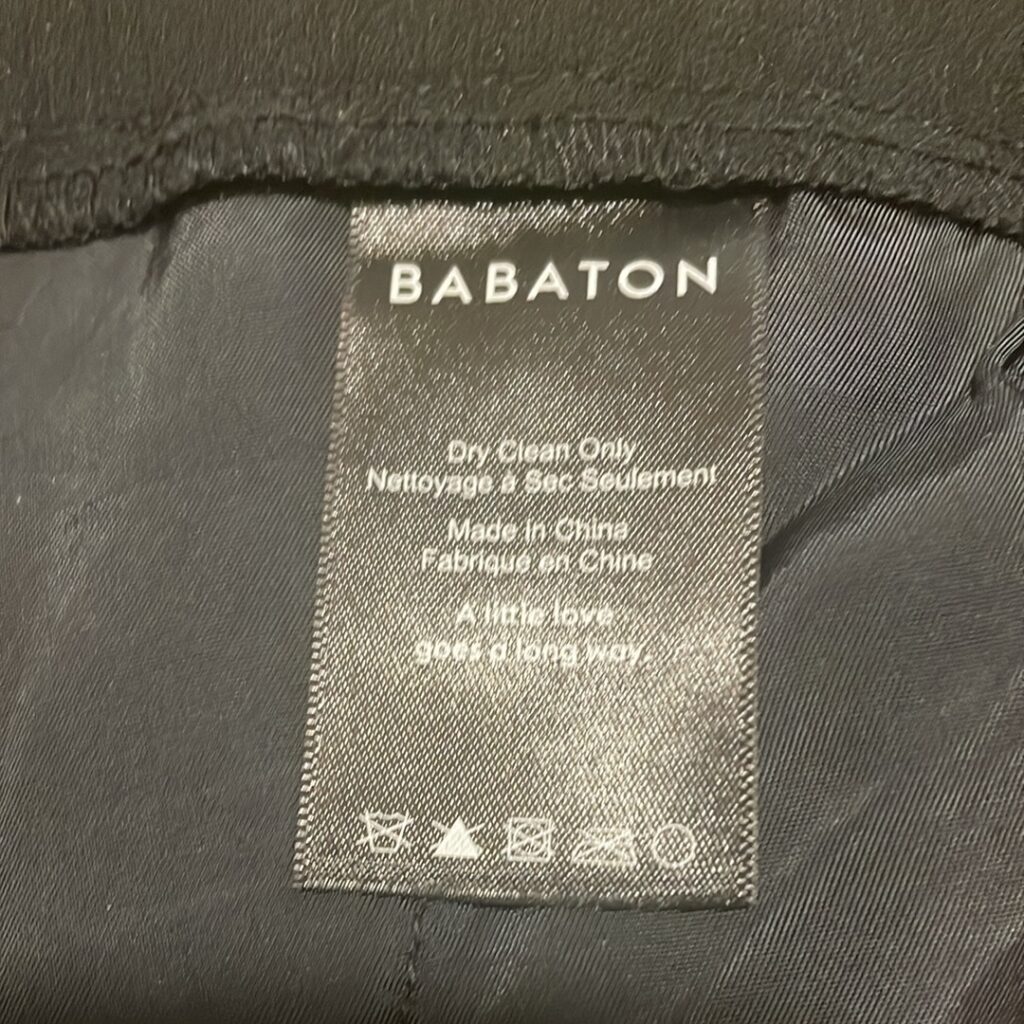 BABATON
Dry Clean Only
Nettoyage à Sec Seulement
Made in China
Fabrique en Chine
A little love
goes a long way.